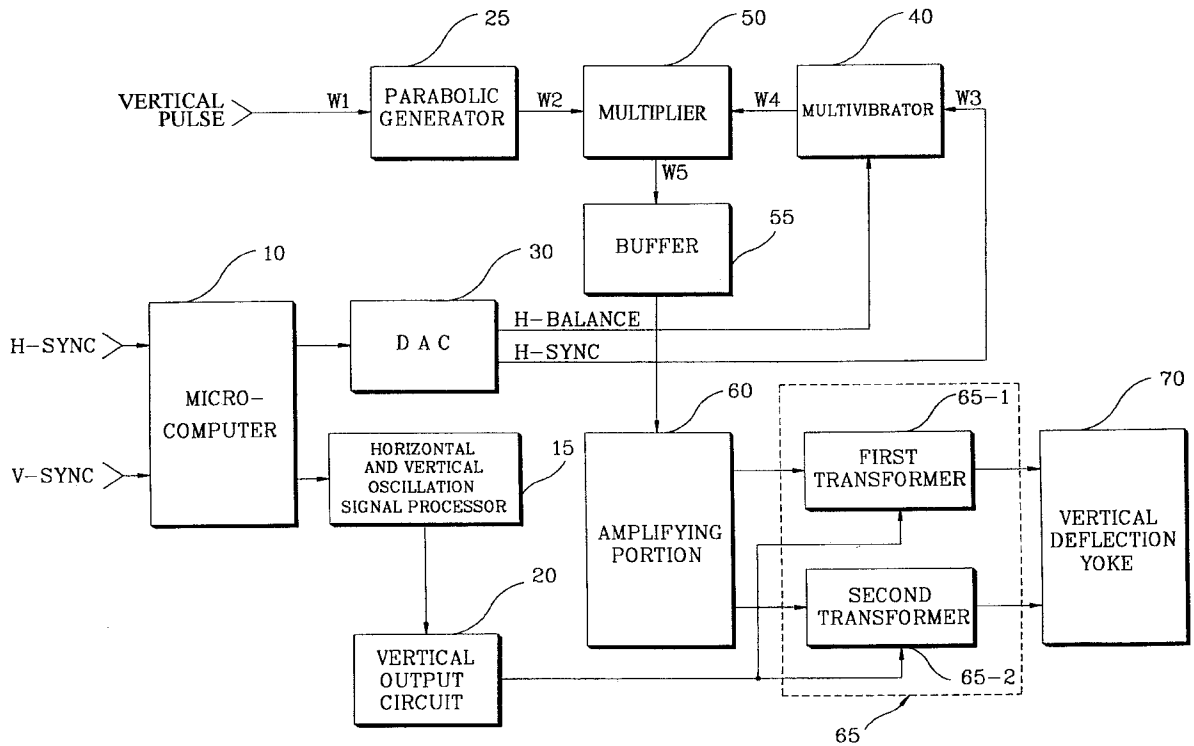 25
50
40
VERTICAL
PULSE
W1
PARABOLIC
GENERATOR
W2
MULTIPLIER
W4
MULTIVIBRATOR
W3
W5
BUFFER
55
10
30
H-SYNC
V-SYNC
MICRO-
COMPUTER
DAC
H-BALANCE
H-SYNC
HORIZONTAL
AND VERTICAL
OSCILLATION
SIGNAL PROCESSOR
15
60
AMPLIFYING
PORTION
65-1
FIRST
TRANSFORMER
70
VERTICAL
DEFLECTION
YOKE
SECOND
TRANSFORMER
65-2
65
20
VERTICAL
OUTPUT
CIRCUIT